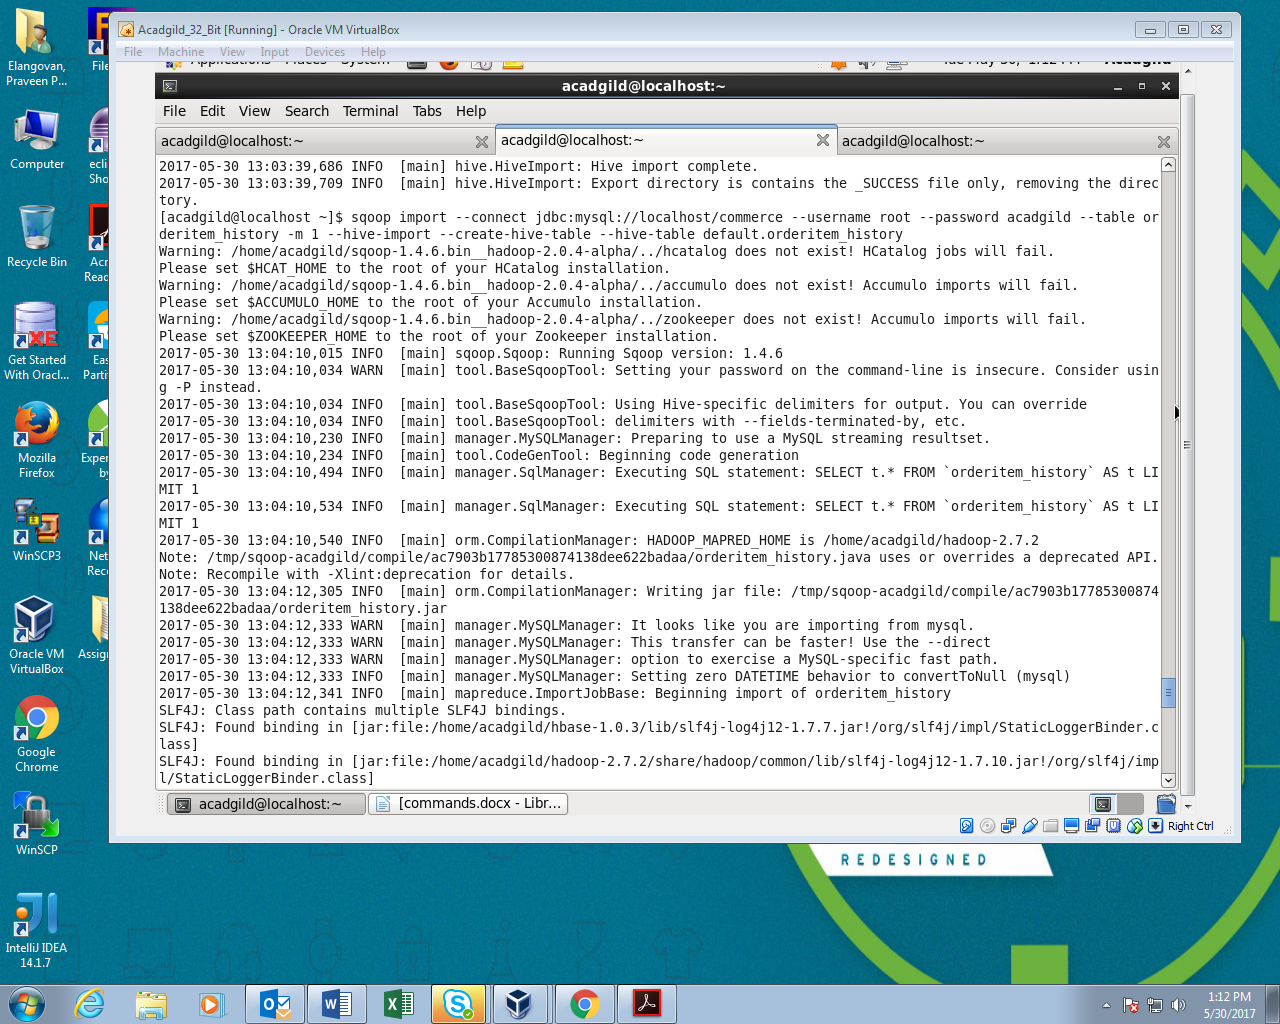 Acadgild_32_Bit [Running] - Oracle VM VirtualBox
File Machine View Input Devices Help
acadgild@localhost:~
File Edit View Search Terminal Tabs Help
acadgild@localhost:~ acadgild@localhost:~ acadgild@localhost:~
2017-05-30 13:03:39,686 INFO  [main] hive.HiveImport: Hive import complete.
2017-05-30 13:03:39,709 INFO  [main] hive.HiveImport: Export directory is contains the _SUCCESS file only, removing the direc
tory.
[acadgild@localhost ~]$ sqoop import --connect jdbc:mysql://localhost/commerce --username root --password acadgild --table or
deritem_history -m 1 --hive-import --create-hive-table --hive-table default.orderitem_history
Warning: /home/acadgild/sqoop-1.4.6.bin__hadoop-2.0.4-alpha/../hcatalog does not exist! HCatalog jobs will fail.
Please set $HCAT_HOME to the root of your HCatalog installation.
Warning: /home/acadgild/sqoop-1.4.6.bin__hadoop-2.0.4-alpha/../accumulo does not exist! Accumulo imports will fail.
Please set $ACCUMULO_HOME to the root of your Accumulo installation.
Warning: /home/acadgild/sqoop-1.4.6.bin__hadoop-2.0.4-alpha/../zookeeper does not exist! Accumulo imports will fail.
Please set $ZOOKEEPER_HOME to the root of your Zookeeper installation.
2017-05-30 13:04:10,015 INFO  [main] sqoop.Sqoop: Running Sqoop version: 1.4.6
2017-05-30 13:04:10,034 WARN  [main] tool.BaseSqoopTool: Setting your password on the command-line is insecure. Consider usin
g -P instead.
2017-05-30 13:04:10,034 INFO  [main] tool.BaseSqoopTool: Using Hive-specific delimiters for output. You can override
2017-05-30 13:04:10,034 INFO  [main] tool.BaseSqoopTool: delimiters with --fields-terminated-by, etc.
2017-05-30 13:04:10,230 INFO  [main] manager.MySQLManager: Preparing to use a MySQL streaming resultset.
2017-05-30 13:04:10,234 INFO  [main] tool.CodeGenTool: Beginning code generation
2017-05-30 13:04:10,494 INFO  [main] manager.SqlManager: Executing SQL statement: SELECT t.* FROM `orderitem_history` AS t LI
MIT 1
2017-05-30 13:04:10,534 INFO  [main] manager.SqlManager: Executing SQL statement: SELECT t.* FROM `orderitem_history` AS t LI
MIT 1
2017-05-30 13:04:10,540 INFO  [main] orm.CompilationManager: HADOOP_MAPRED_HOME is /home/acadgild/hadoop-2.7.2
Note: /tmp/sqoop-acadgild/compile/ac7903b17785300874138dee622badaa/orderitem_history.java uses or overrides a deprecated API.
Note: Recompile with -Xlint:deprecation for details.
2017-05-30 13:04:12,305 INFO  [main] orm.CompilationManager: Writing jar file: /tmp/sqoop-acadgild/compile/ac7903b17785300874
138dee622badaa/orderitem_history.jar
2017-05-30 13:04:12,333 WARN  [main] manager.MySQLManager: It looks like you are importing from mysql.
2017-05-30 13:04:12,333 WARN  [main] manager.MySQLManager: This transfer can be faster! Use the --direct
2017-05-30 13:04:12,333 WARN  [main] manager.MySQLManager: option to exercise a MySQL-specific fast path.
2017-05-30 13:04:12,333 INFO  [main] manager.MySQLManager: Setting zero DATETIME behavior to convertToNull (mysql)
2017-05-30 13:04:12,341 INFO  [main] mapreduce.ImportJobBase: Beginning import of orderitem_history
SLF4J: Class path contains multiple SLF4J bindings.
SLF4J: Found binding in [jar:file:/home/acadgild/hbase-1.0.3/lib/slf4j-log4j12-1.7.7.jar!/org/slf4j/impl/StaticLoggerBinder.c
lass]
SLF4J: Found binding in [jar:file:/home/acadgild/hadoop-2.7.2/share/hadoop/common/lib/slf4j-log4j12-1.7.10.jar!/org/slf4j/imp
l/StaticLoggerBinder.class]
acadgild@localhost:~ [commands.docx - Libr...
Right Ctrl
REDESIGNED
Elangovan,
Praveen P...
File
Computer
ecli
Sho
Recycle Bin
Acr
Read
XE
Get Started
With Oracl...
Eas
Partit
Mozilla
Firefox
Exper
by
WinSCP3
Net
Reco
Oracle VM
VirtualBox
Assig
Google
Chrome
WinSCP
IntelliJ IDEA
14.1.7
1:12 PM
5/30/2017